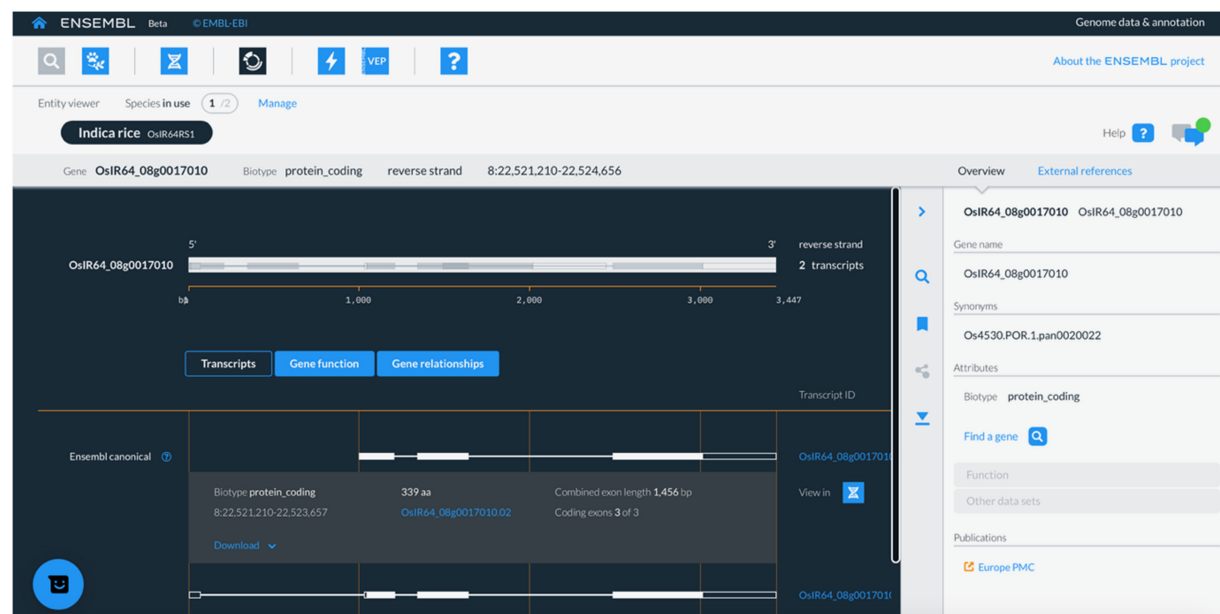 ENSEMBL Beta © EMBL-EBI Genome data & annotation
VEP ?
About the ENSEMBL project
Entity viewer Species in use 1 /2 Manage
Indica rice OsIR64RS1 Help ?
Gene OsIR64_08g0017010 Biotype protein_coding reverse strand 8:22,521,210-22,524,656 Overview External references
OsIR64_08g0017010 OsIR64_08g0017010
5' 3' reverse strand Gene name
OsIR64_08g0017010 2 transcripts OsIR64_08g0017010
bp 1,000 2,000 3,000 3,447
Synonyms
Os4530.POR.1.pan0020022
Transcripts Gene function Gene relationships Attributes
Transcript ID Biotype protein_coding
Find a gene
Ensembl canonical ? OsIR64_08g001701
Function
Biotype protein_coding 339 aa Combined exon length 1,456 bp View in
8:22,521,210-22,523,657 OsIR64_08g0017010.02 Coding exons 3 of 3 Other data sets
Publications
Download
Europe PMC
OsIR64_08g001701